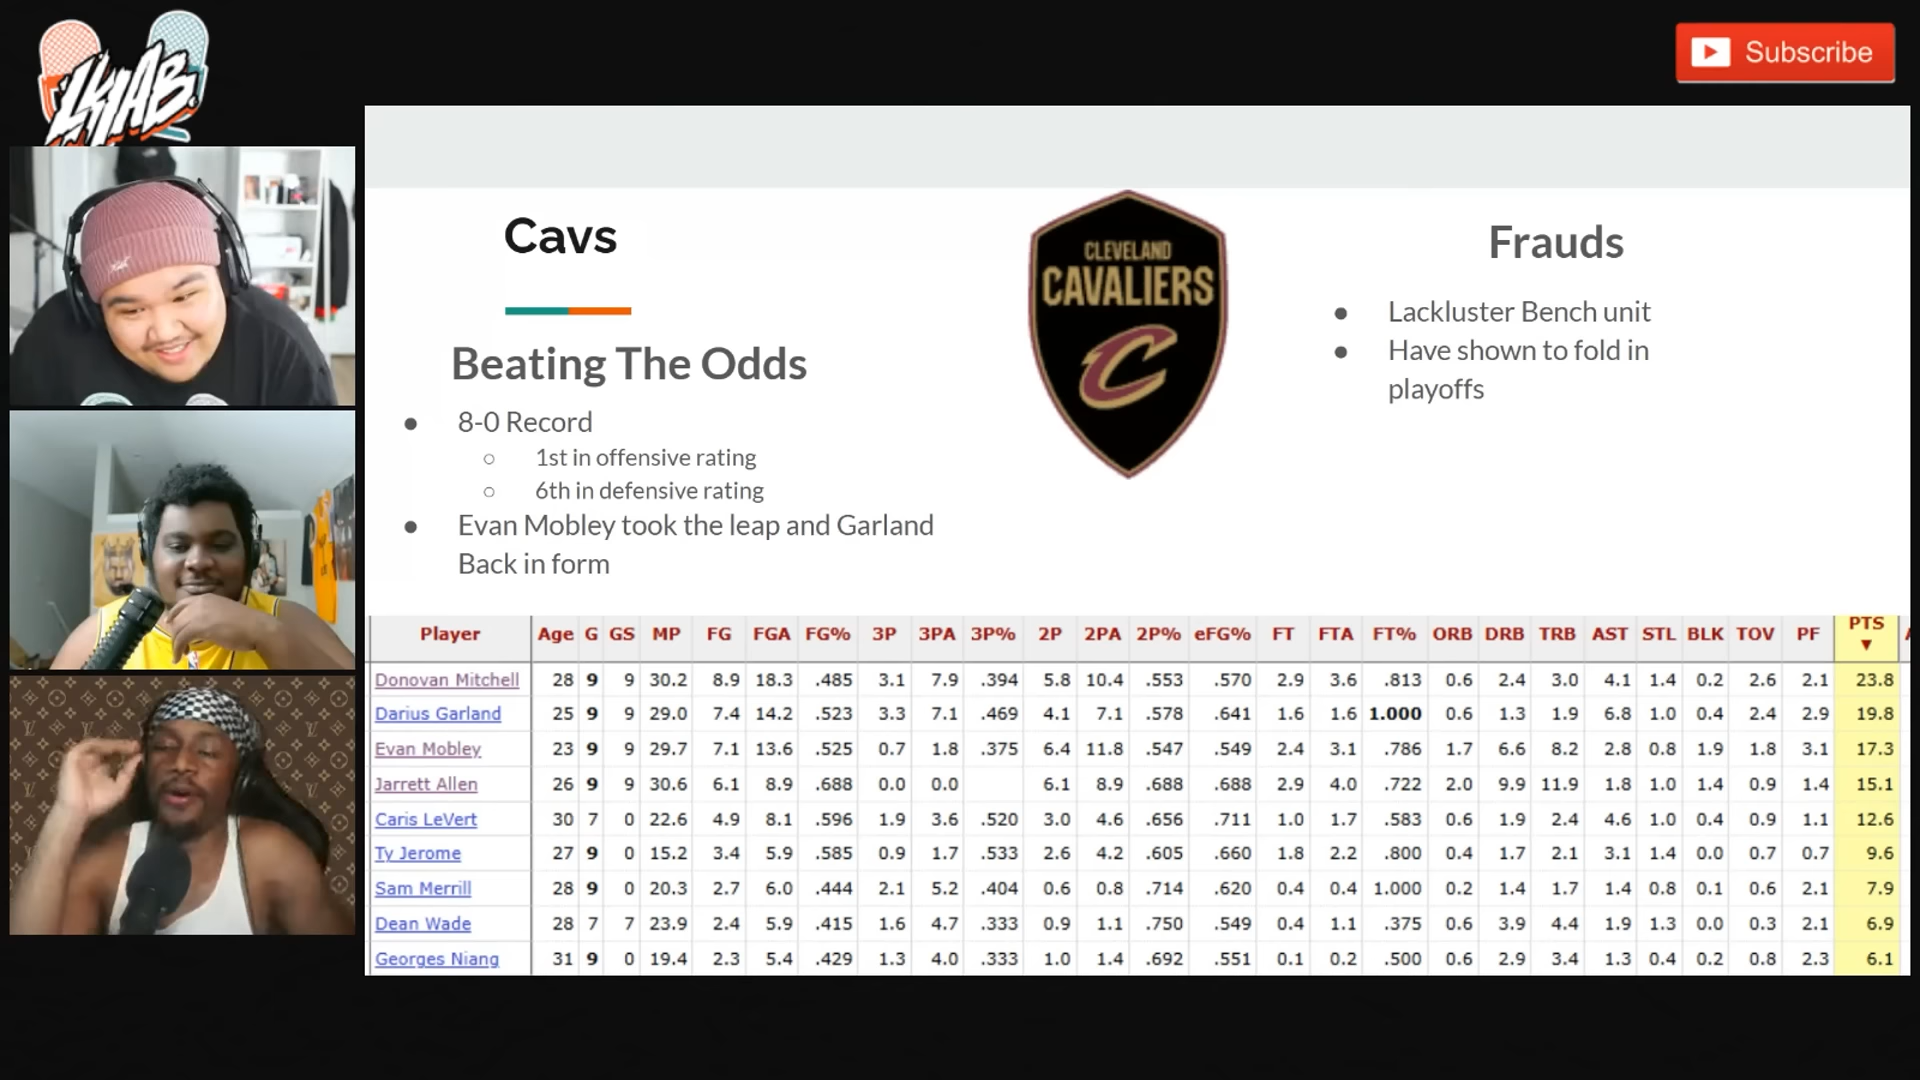 LKIAB
Subscribe
Cavs
Beating The Odds
● 8-0 Record
○ 1st in offensive rating
○ 6th in defensive rating
● Evan Mobley took the leap and Garland
Back in form
CLEVELAND
CAVALIERS
C
Frauds
● Lackluster Bench unit
● Have shown to fold in
playoffs
Player Age G GS MP FG FGA FG% 3P 3PA 3P% 2P 2PA 2P% eFG% FT FTA FT% ORB DRB TRB AST STL BLK TOV PF PTS ▼
Donovan Mitchell 28 9 9 30.2 8.9 18.3 .485 3.1 7.9 .394 5.8 10.4 .553 .570 2.9 3.6 .813 0.6 2.4 3.0 4.1 1.4 0.2 2.6 2.1 23.8
Darius Garland 25 9 9 29.0 7.4 14.2 .523 3.3 7.1 .469 4.1 7.1 .578 .641 1.6 1.6 1.000 0.6 1.3 1.9 6.8 1.0 0.4 2.4 2.9 19.8
Evan Mobley 23 9 9 29.7 7.1 13.6 .525 0.7 1.8 .375 6.4 11.8 .547 .549 2.4 3.1 .786 1.7 6.6 8.2 2.8 0.8 1.9 1.8 3.1 17.3
Jarrett Allen 26 9 9 30.6 6.1 8.9 .688 0.0 0.0 6.1 8.9 .688 .688 2.9 4.0 .722 2.0 9.9 11.9 1.8 1.0 1.4 0.9 1.4 15.1
Caris LeVert 30 7 0 22.6 4.9 8.1 .596 1.9 3.6 .520 3.0 4.6 .656 .711 1.0 1.7 .583 0.6 1.9 2.4 4.6 1.0 0.4 0.9 1.1 12.6
Ty Jerome 27 9 0 15.2 3.4 5.9 .585 0.9 1.7 .533 2.6 4.2 .605 .660 1.8 2.2 .800 0.4 1.7 2.1 3.1 1.4 0.0 0.7 0.7 9.6
Sam Merrill 28 9 0 20.3 2.7 6.0 .444 2.1 5.2 .404 0.6 0.8 .714 .620 0.4 0.4 1.000 0.2 1.4 1.7 1.4 0.8 0.1 0.6 2.1 7.9
Dean Wade 28 7 7 23.9 2.4 5.9 .415 1.6 4.7 .333 0.9 1.1 .750 .549 0.4 1.1 .375 0.6 3.9 4.4 1.9 1.3 0.0 0.3 2.1 6.9
Georges Niang 31 9 0 19.4 2.3 5.4 .429 1.3 4.0 .333 1.0 1.4 .692 .551 0.1 0.2 .500 0.6 2.9 3.4 1.3 0.4 0.2 0.8 2.3 6.1